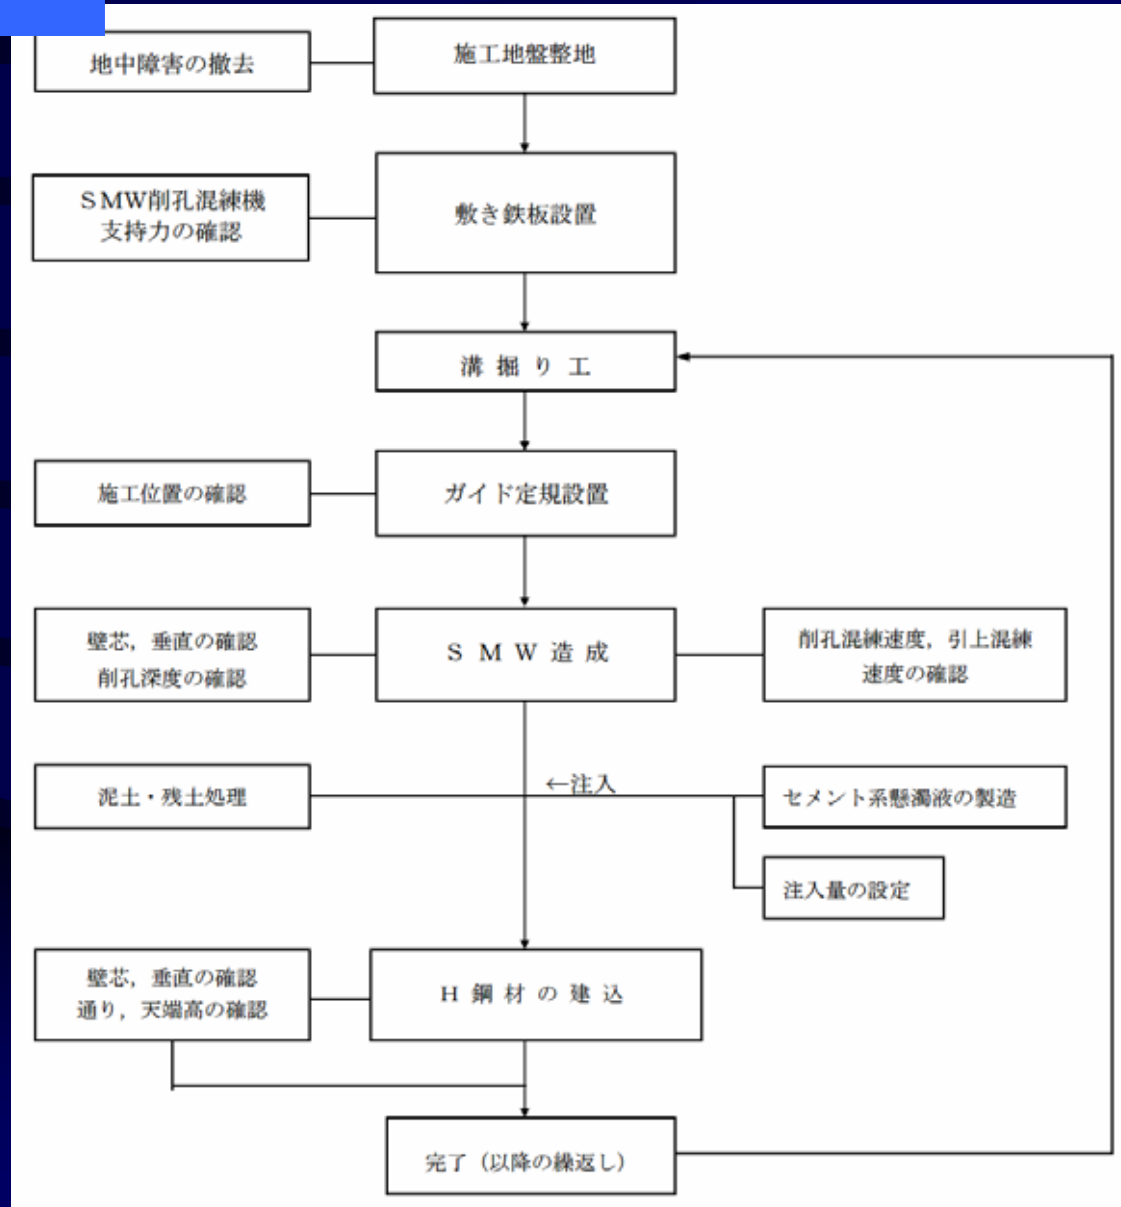 地中障害の撤去
施工地盤整地
SMW削孔混練機
支持力の確認
敷き鉄板設置
溝掘り工
施工位置の確認
ガイド定規設置
壁芯，垂直の確認
削孔深度の確認
SMW造成
削孔混練速度，引上混練
速度の確認
←注入
泥土・残土処理
セメント系懸濁液の製造
注入量の設定
壁芯，垂直の確認
通り，天端高の確認
H鋼材の建込
完了（以降の繰返し）